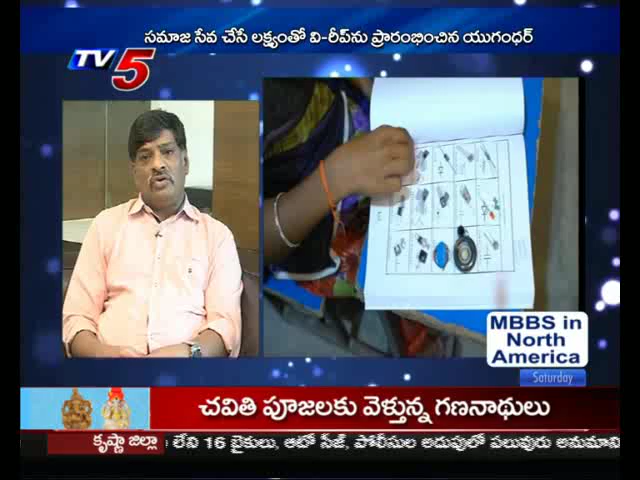 సమాజ సేవ చేసే లక్ష్యంతో వి-రీప్‌ను ప్రారంభించిన యుగంధర్
TV5
MBBS in
North
America
Saturday
చవితి పూజలకు వెళ్తున్న గణనాథులు
కృష్ణా జిల్లా
లేని 16 బైకులు, ఆటో సీజ్, పోలీసుల అదుపులో పలువురు